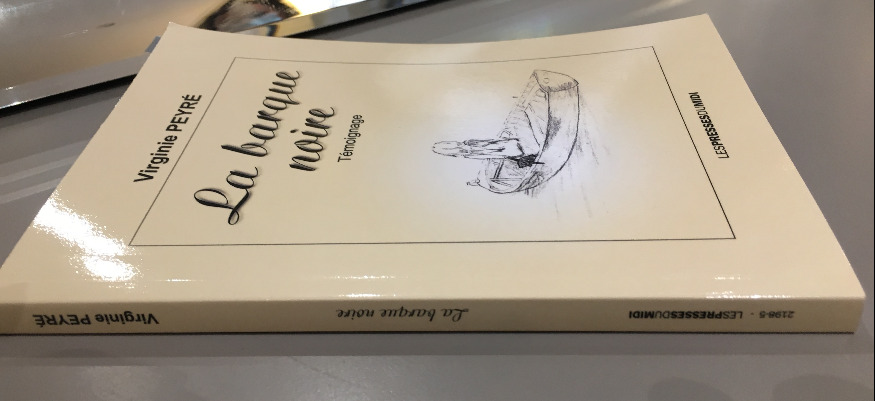 Virginie PEYRÉ
La barque
noire
Témoignage
LESPRESSESDUMIDI
Virginie PEYRÉ
La barque noire
LESPRESSESDUMIDI - 2198-5